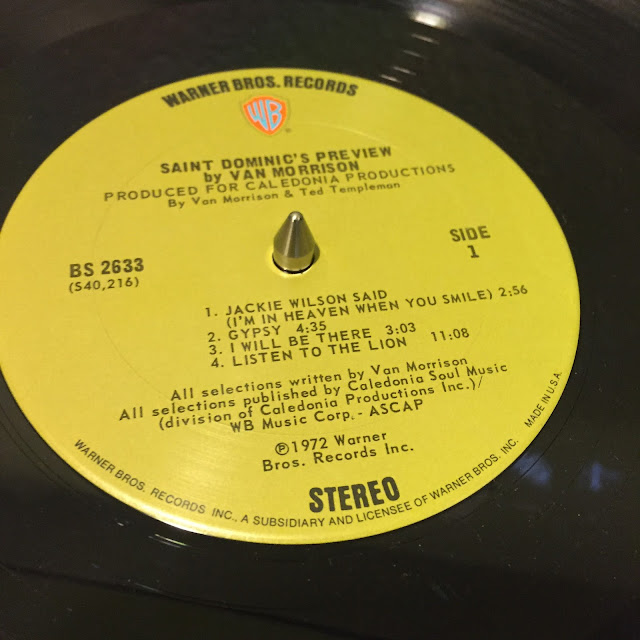 WARNER BROS. RECORDS
WB
®
SAINT DOMINIC'S PREVIEW
by VAN MORRISON
PRODUCED FOR CALEDONIA PRODUCTIONS
By Van Morrison & Ted Templeman
BS 2633
(S40,216)
SIDE
1
1. JACKIE WILSON SAID
(I'M IN HEAVEN WHEN YOU SMILE) 2:56
2. GYPSY 4:35
3. I WILL BE THERE 3:03
4. LISTEN TO THE LION 11:08
All selections written by Van Morrison
All selections published by Caledonia Soul Music
(division of Caledonia Productions Inc.)/
WB Music Corp. - ASCAP
℗1972 Warner
Bros. Records Inc.
STEREO
WARNER BROS. RECORDS INC., A SUBSIDIARY AND LICENSEE OF WARNER BROS. INC. MADE IN U.S.A.